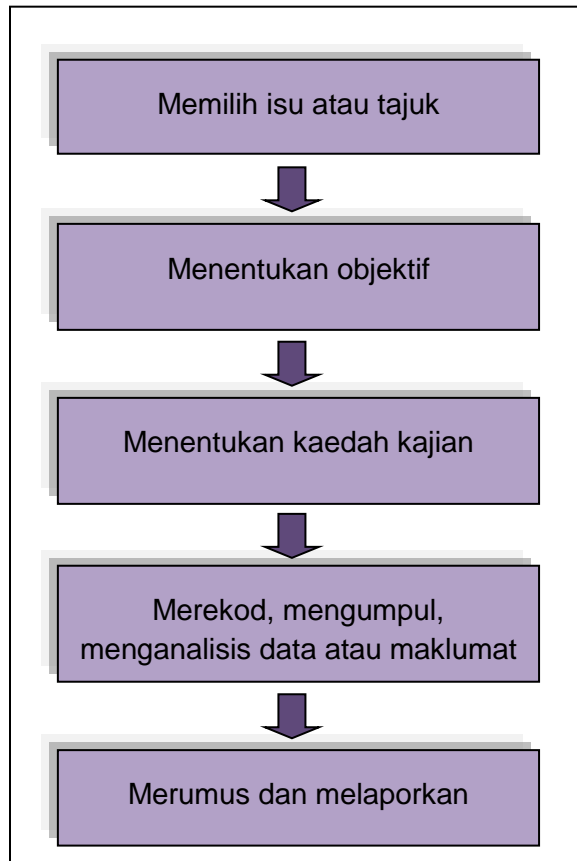 Memilih isu atau tajuk
Menentukan objektif
Menentukan kaedah kajian
Merekod, mengumpul,
menganalisis data atau maklumat
Merumus dan melaporkan